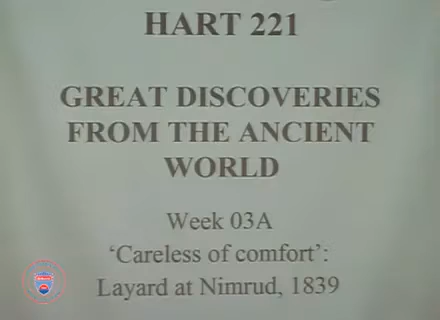 HART 221
GREAT DISCOVERIES
FROM THE ANCIENT
WORLD
Week 03A
‘Careless of comfort’:
Layard at Nimrud, 1839